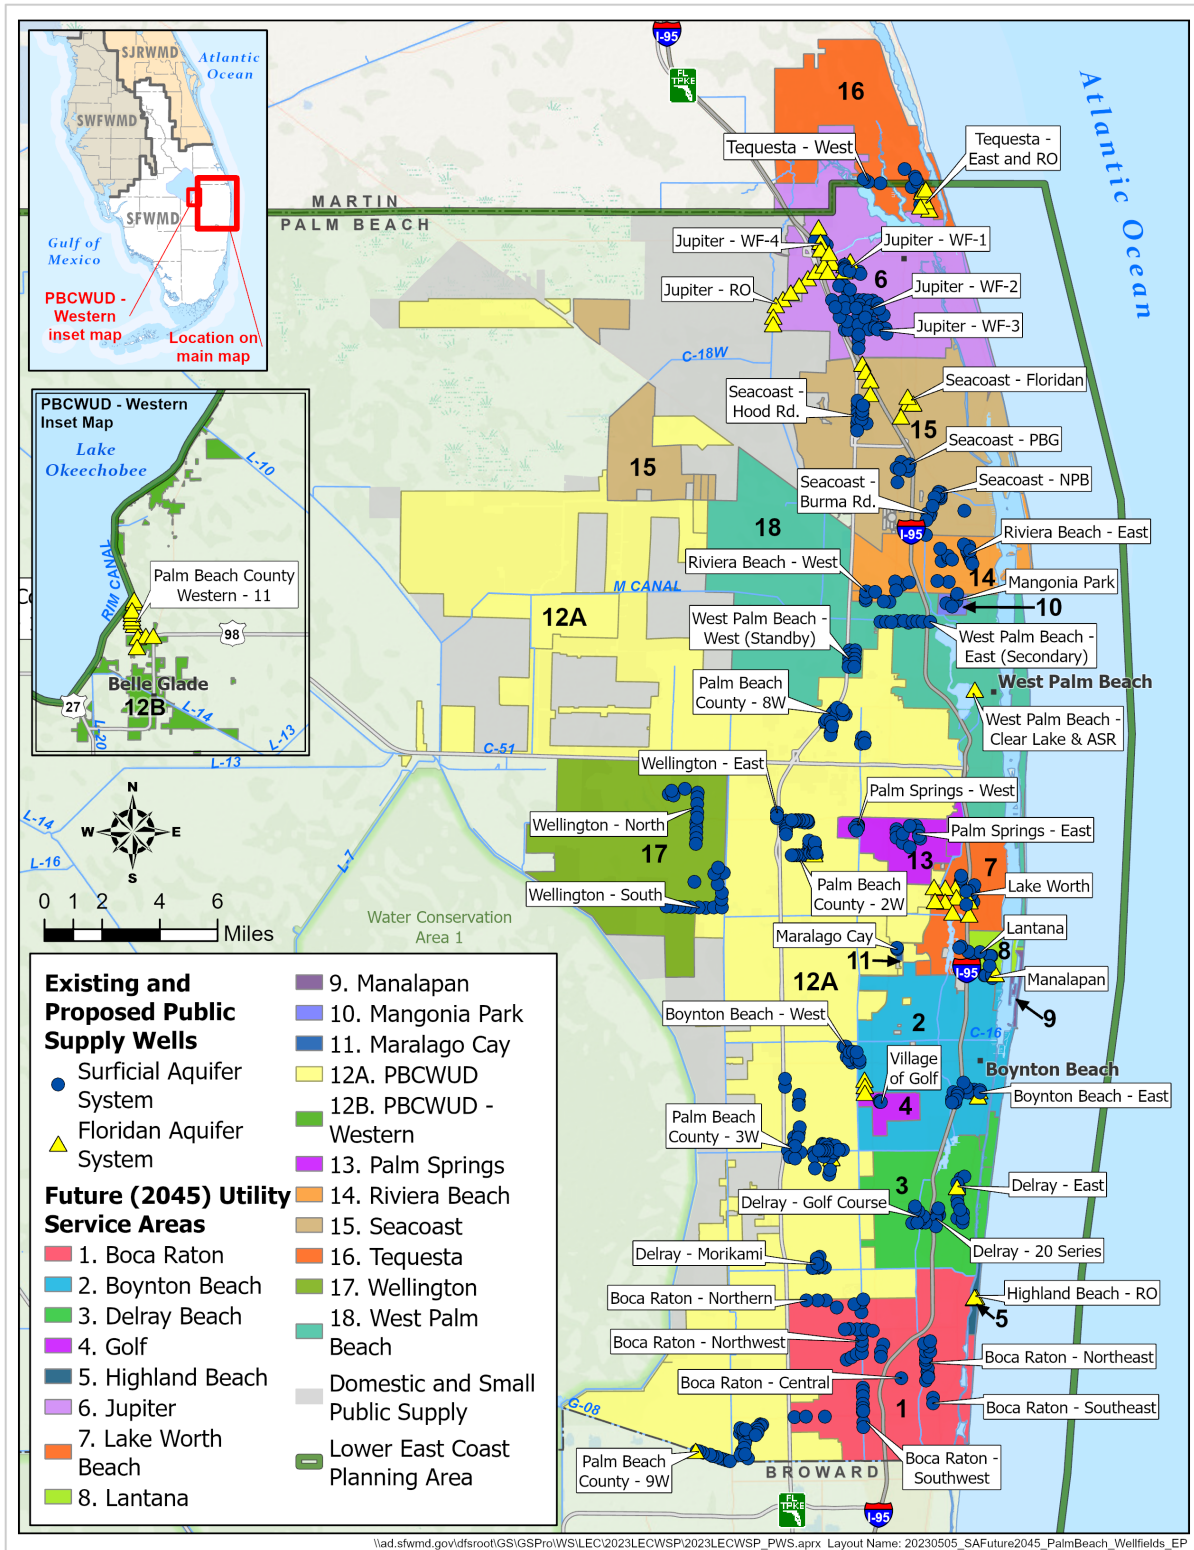 I-95
FL
TPKE
SJRWMD
Atlantic
Ocean
SWFWMD
SFWMD
Gulf of
Mexico
PBCWUD -
Western
inset map
Location on
main map
MARTIN
PALM BEACH
Atlantic Ocean
16
Tequesta - West
Tequesta -
East and RO
Jupiter - WF-4
Jupiter - WF-1
6
Jupiter - RO
Jupiter - WF-2
Jupiter - WF-3
C-18W
Seacoast -
Hood Rd.
Seacoast - Floridan
15
Seacoast - PBG
15
Seacoast -
Burma Rd.
Seacoast - NPB
18
I-95
Riviera Beach - East
Riviera Beach - West
14
Mangonia Park
10
M CANAL
12A
West Palm Beach -
West (Standby)
West Palm Beach -
East (Secondary)
West Palm Beach
Palm Beach
County - 8W
West Palm Beach -
Clear Lake & ASR
PBCWUD - Western
Inset Map
Lake
Okeechobee
L-10
RIM CANAL
Palm Beach County
Western - 11
98
Belle Glade
12B
27
L-14
L-20
L-13
L-13
C-51
Wellington - East
N
W
E
S
L-14
L-16
L-7
0 1 2 4 6
Miles
Wellington - North
17
Palm Springs - West
Palm Springs - East
13
7
Wellington - South
Palm Beach
County - 2W
Lake Worth
Water Conservation
Area 1
Maralago Cay
11
Lantana
8
I-95
Manalapan
9
12A
Boynton Beach - West
2
C-16
Village
of Golf
Boynton Beach
4
Boynton Beach - East
Palm Beach
County - 3W
3
Delray - East
Delray - Golf Course
Delray - 20 Series
Delray - Morikami
Boca Raton - Northern
Highland Beach - RO
5
Boca Raton - Northwest
Boca Raton - Northeast
Boca Raton - Central
1
Boca Raton - Southeast
G-08
Palm Beach
County - 9W
Boca Raton -
Southwest
BROWARD
FL
TPKE
I-95
Existing and
Proposed Public
Supply Wells
Surficial Aquifer
System
Floridan Aquifer
System
Future (2045) Utility
Service Areas
1. Boca Raton
2. Boynton Beach
3. Delray Beach
4. Golf
5. Highland Beach
6. Jupiter
7. Lake Worth
Beach
8. Lantana
9. Manalapan
10. Mangonia Park
11. Maralago Cay
12A. PBCWUD
12B. PBCWUD -
Western
13. Palm Springs
14. Riviera Beach
15. Seacoast
16. Tequesta
17. Wellington
18. West Palm
Beach
Domestic and Small
Public Supply
Lower East Coast
Planning Area
\\ad.sfwmd.gov\dfsroot\GS\GSPro\WS\LEC\2023LECWSP\2023LECWSP_PWS.aprx Layout Name: 20230505_SAFuture2045_PalmBeach_Wellfields_EP